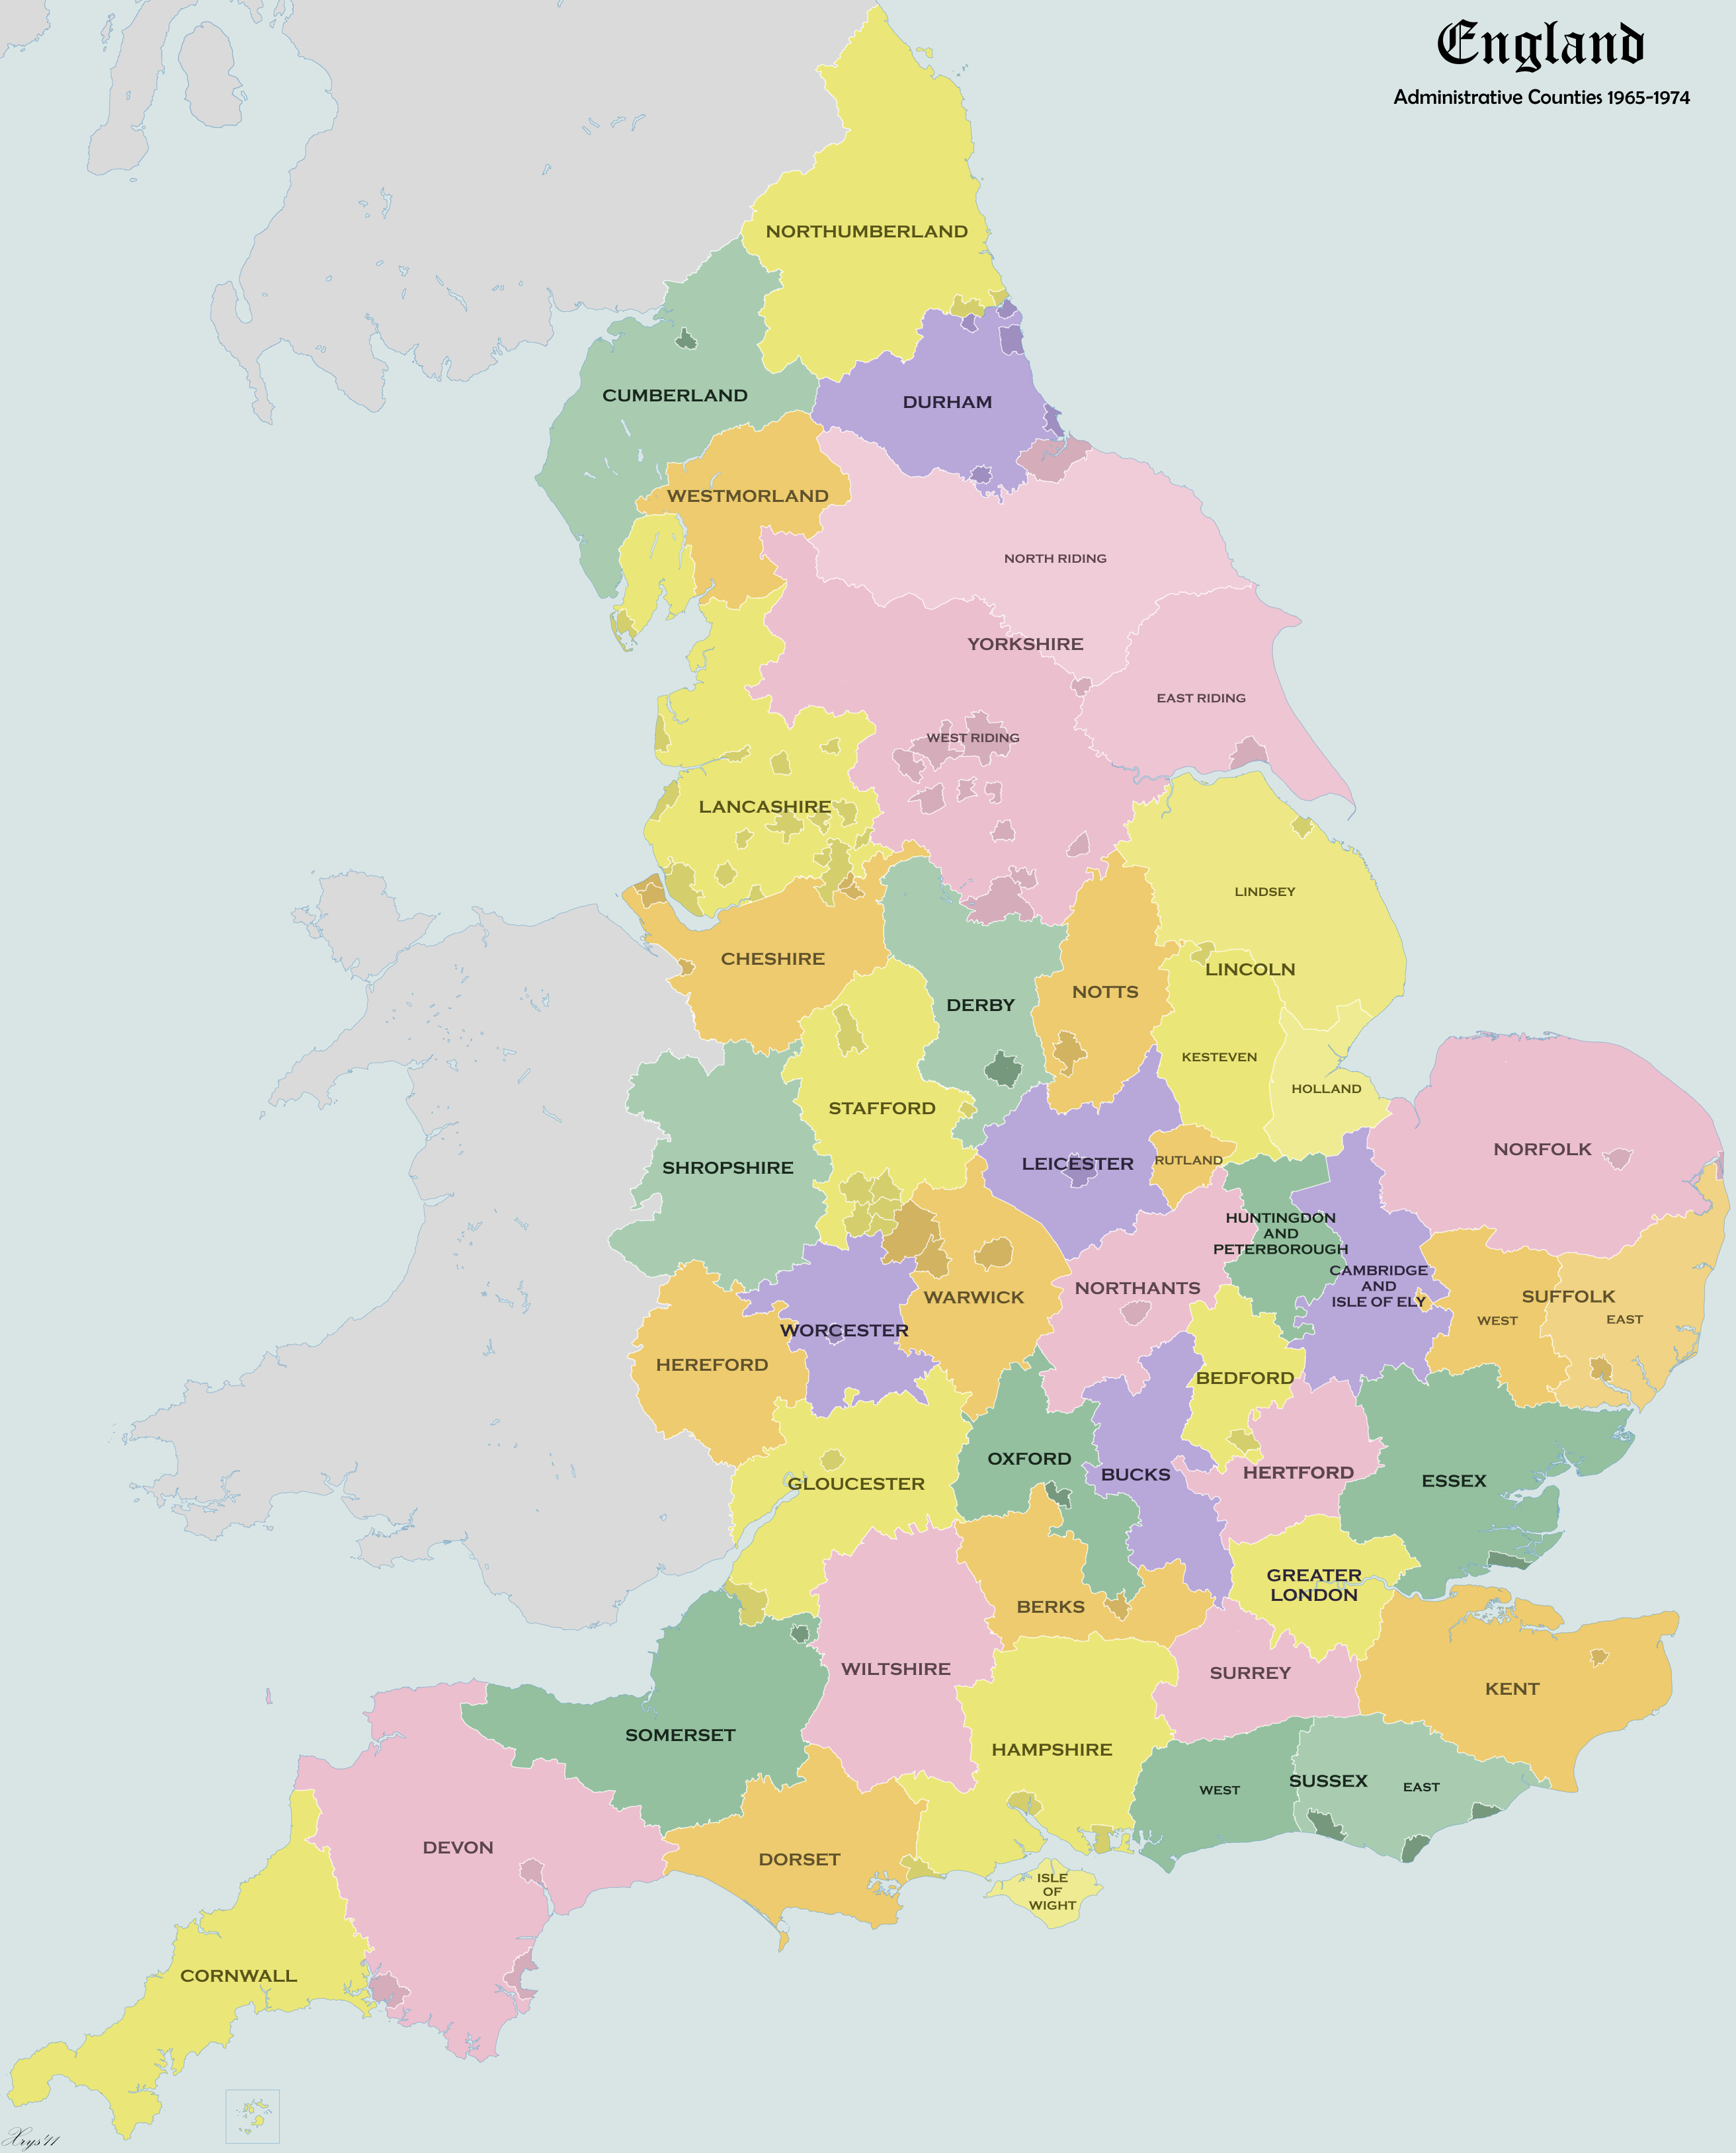 England
Administrative Counties 1965-1974
NORTHUMBERLAND
CUMBERLAND
DURHAM
WESTMORLAND
NORTH RIDING
YORKSHIRE
EAST RIDING
WEST RIDING
LANCASHIRE
LINDSEY
CHESHIRE
LINCOLN
NOTTS
DERBY
KESTEVEN
HOLLAND
STAFFORD
NORFOLK
SHROPSHIRE
LEICESTER
RUTLAND
HUNTINGDON
AND
PETERBOROUGH
CAMBRIDGE
AND
ISLE OF ELY
NORTHANTS
WARWICK
SUFFOLK
WEST
EAST
WORCESTER
HEREFORD
BEDFORD
OXFORD
BUCKS
HERTFORD
ESSEX
GLOUCESTER
GREATER
LONDON
BERKS
WILTSHIRE
SURREY
KENT
SOMERSET
HAMPSHIRE
WEST
SUSSEX
EAST
DEVON
DORSET
ISLE
OF
WIGHT
CORNWALL
Xrys'11